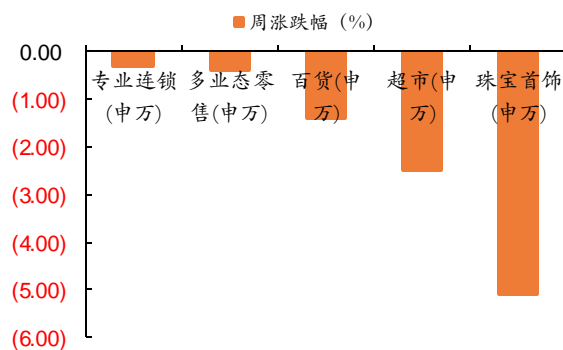 周涨跌幅（%）
0.00
(1.00)
(2.00)
(3.00)
(4.00)
(5.00)
(6.00)
专业连锁
(申万)
多业态零
售(申万)
百货(申
万)
超市(申
万)
珠宝首饰
(申万)